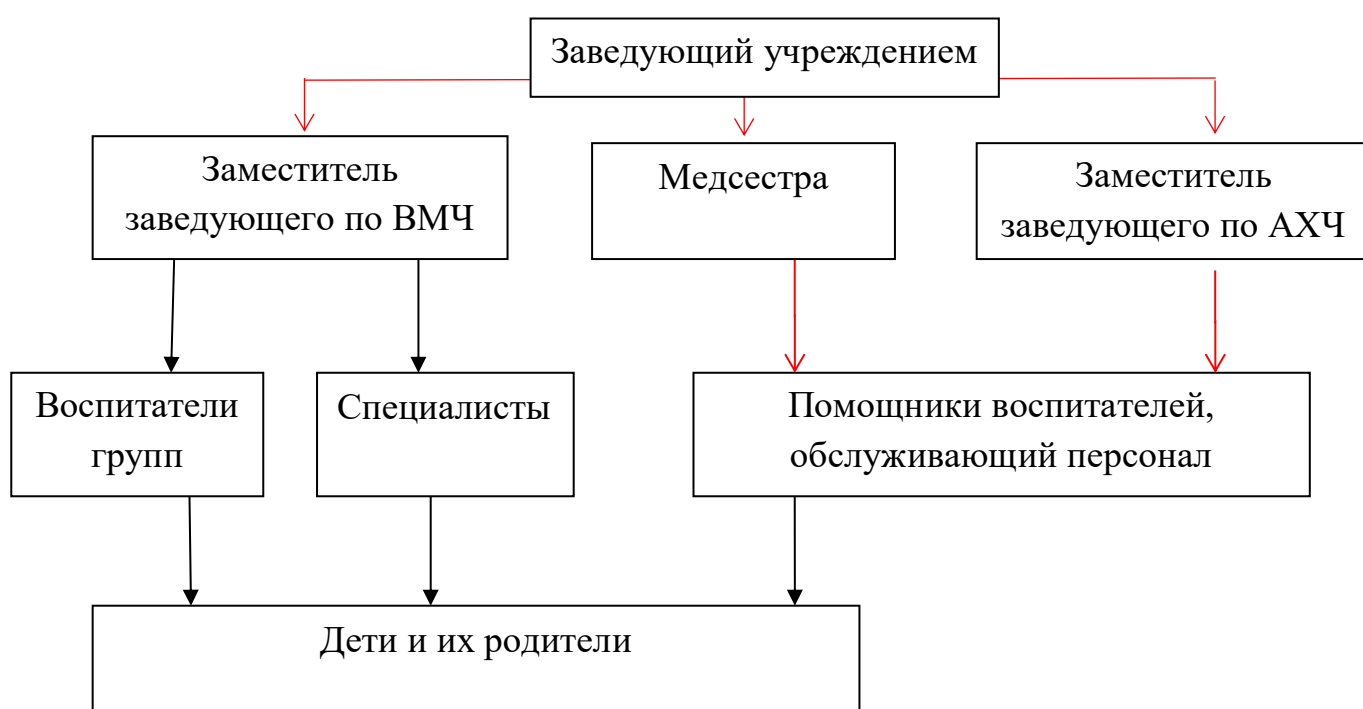 Заведующий учреждением
Заместитель
заведующего по ВМЧ
Медсестра
Заместитель
заведующего по АХЧ
Воспитатели
групп
Специалисты
Помощники воспитателей,
обслуживающий персонал
Дети и их родители